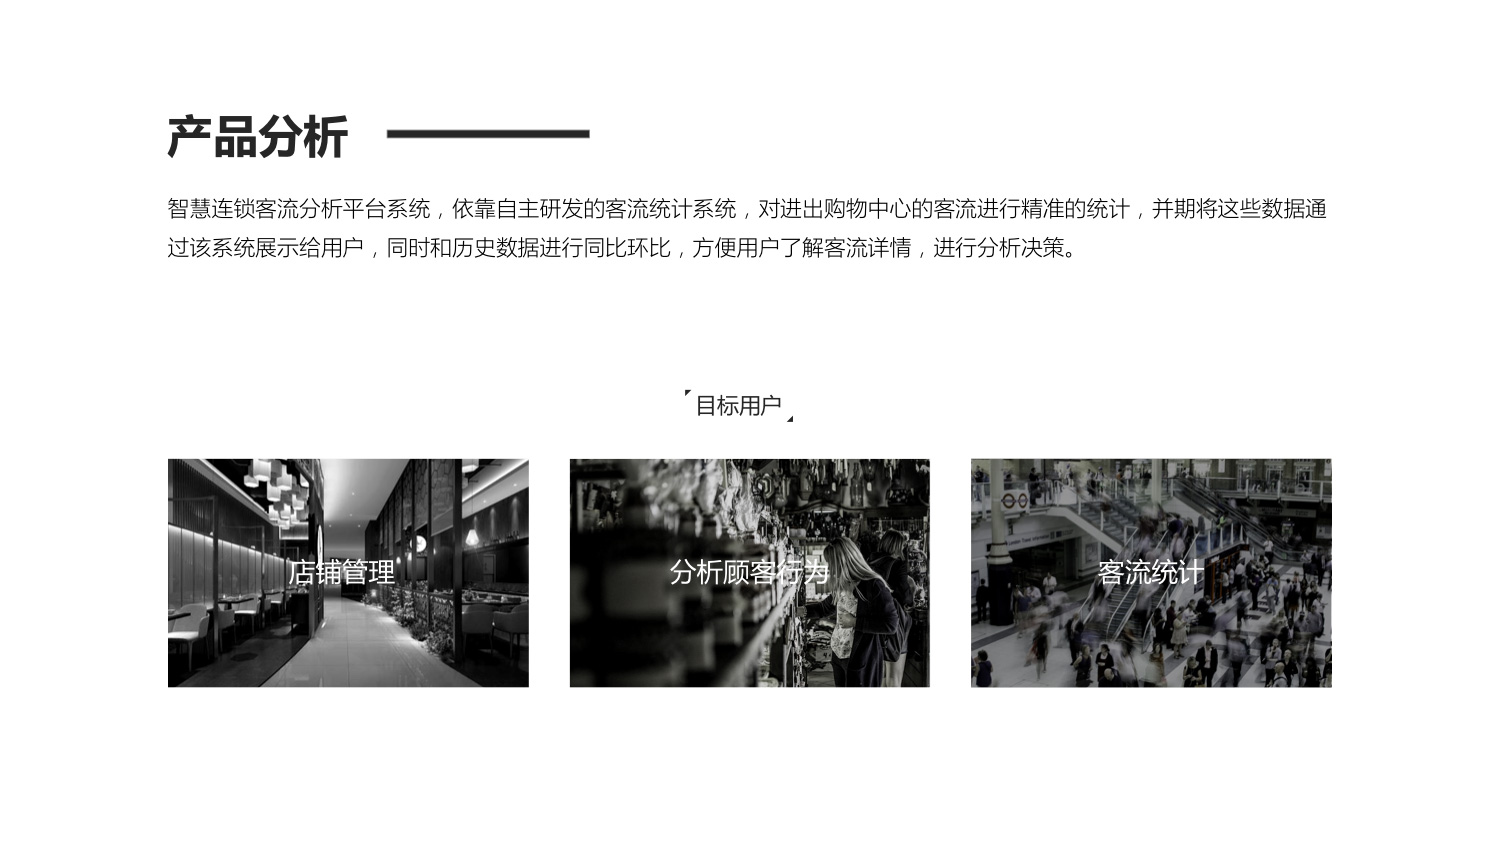 产品分析
智慧连锁客流分析平台系统，依靠自主研发的客流统计系统，对进出购物中心的客流进行精准的统计，并期将这些数据通
过该系统展示给用户，同时和历史数据进行同比环比，方便用户了解客流详情，进行分析决策。
目标用户
店铺管理
分析顾客行为
客流统计